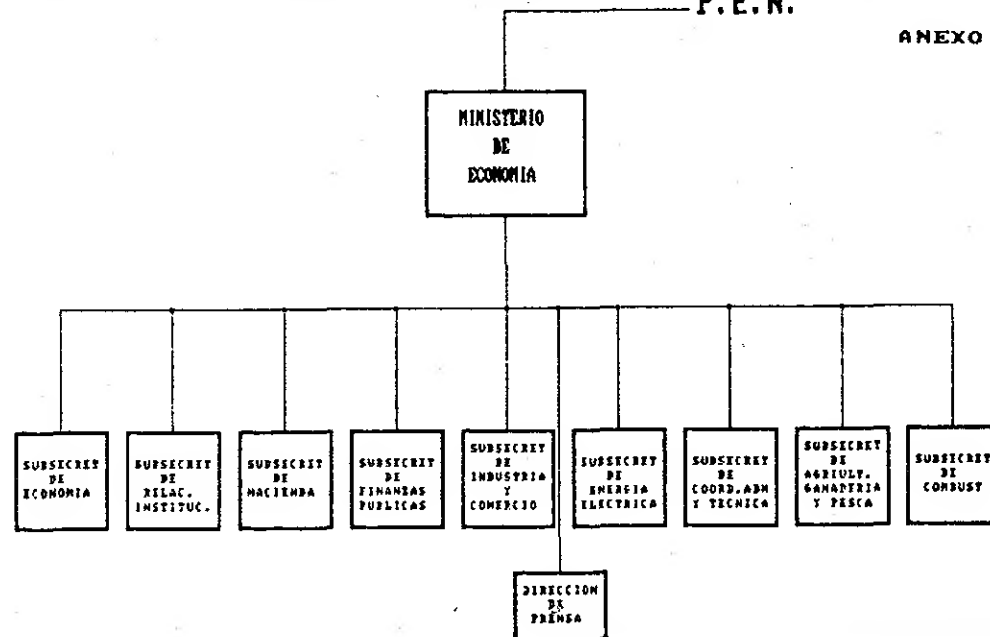 P.E.N.
ANEXO
MINISTERIO
DE
ECONOMIA
SUBSECRET
DE
ECONOMIA
SUBSECRET
DE
RELAC.
INSTITUC.
SUBSECRET
DE
HACIENDA
SUBSECRET
DE
FINANZAS
PUBLICAS
SUBSECRET
DE
INDUSTRIA
Y
COMERCIO
SUBSECRET
DE
ENERGIA
ELECTRICA
SUBSECRET
DE
COORD.ADM
Y TECNICA
SUBSECRET
DE
AGRIULT.
GANADERIA
Y PESCA
SUBSECRET
DE
COMBUST
DIRECCION
DE
PRENSA